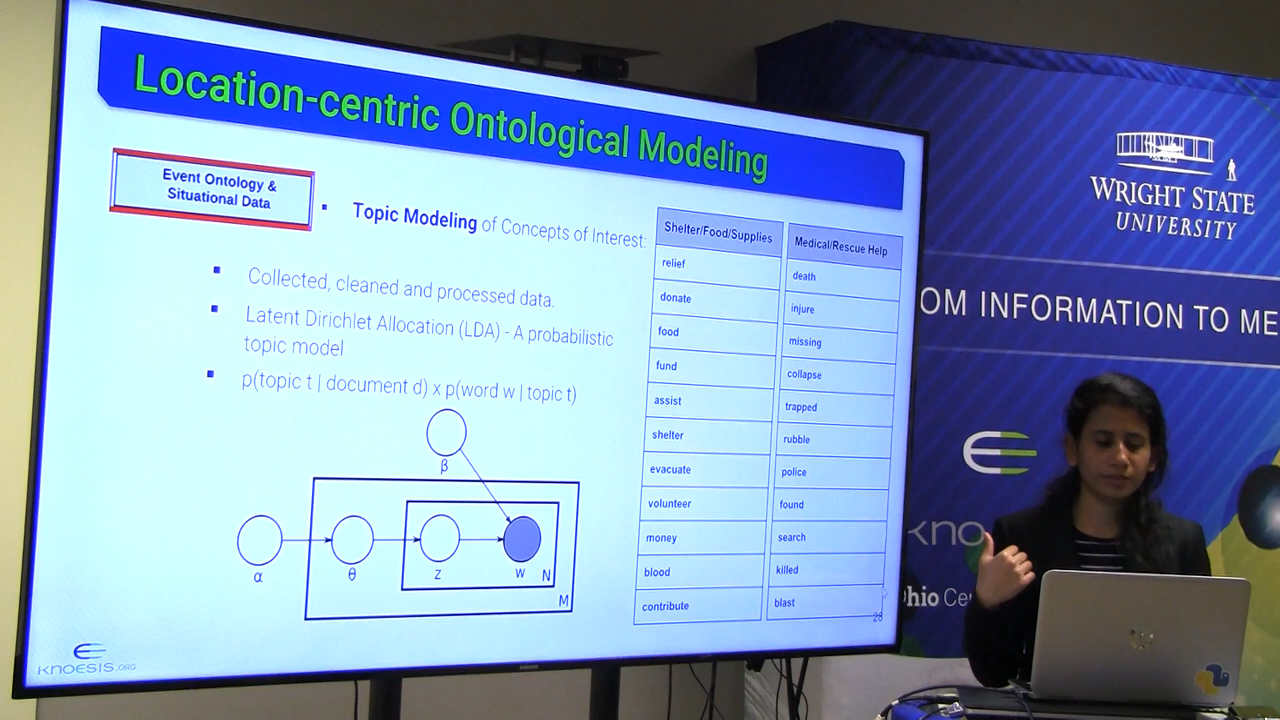 Location-centric Ontological Modeling
Event Ontology &
Situational Data
Topic Modeling of Concepts of Interest:
Collected, cleaned and processed data.
Latent Dirichlet Allocation (LDA) - A probabilistic
topic model
p(topic t | document d) x p(word w | topic t)
β
α
θ
z
w
N
M
Shelter/Food/Supplies
relief
donate
food
fund
assist
shelter
evacuate
volunteer
money
blood
contribute
Medical/Rescue Help
death
injure
missing
collapse
trapped
rubble
police
found
search
killed
blast
28
KNOESIS.ORG
SAMSUNG
WRIGHT STATE
UNIVERSITY
OM INFORMATION TO ME
kno
hio Ce